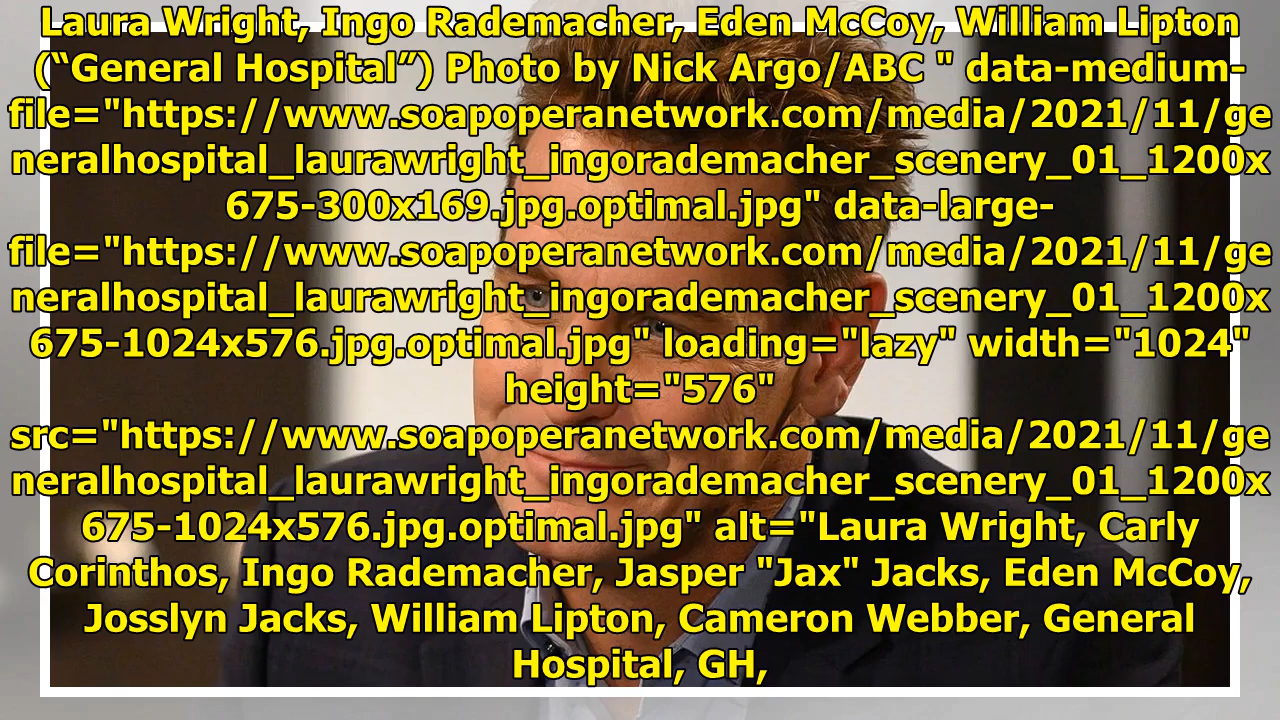 Laura Wright, Ingo Rademacher, Eden McCoy, William Lipton
(“General Hospital”) Photo by Nick Argo/ABC " data-medium-
file="https://www.soapoperanetwork.com/media/2021/11/ge
neralhospital_laurawright_ingorademacher_scenery_01_1200x
675-300x169.jpg.optimal.jpg" data-large-
file="https://www.soapoperanetwork.com/media/2021/11/ge
neralhospital_laurawright_ingorademacher_scenery_01_1200x
675-1024x576.jpg.optimal.jpg" loading="lazy" width="1024"
height="576"
src="https://www.soapoperanetwork.com/media/2021/11/ge
neralhospital_laurawright_ingorademacher_scenery_01_1200x
675-1024x576.jpg.optimal.jpg" alt="Laura Wright, Carly
Corinthos, Ingo Rademacher, Jasper "Jax" Jacks, Eden McCoy,
Josslyn Jacks, William Lipton, Cameron Webber, General
Hospital, GH,